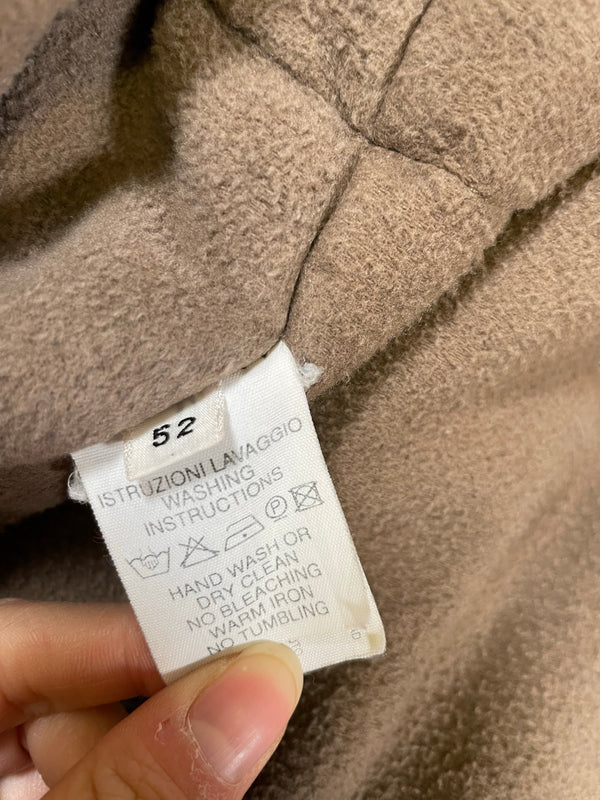 52
ISTRUZIONI LAVAGGIO
WASHING
INSTRUCTIONS
P
HAND WASH OR
DRY CLEAN
NO BLEACHING
WARM IRON
NO TUMBLING